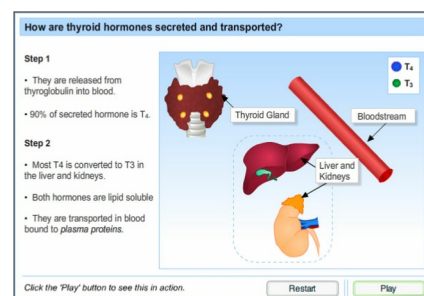 How are thyroid hormones secreted and transported?
Step 1
• They are released from
thyroglobulin into blood.
• 90% of secreted hormone is T₄.
Step 2
• Most T4 is converted to T3 in
the liver and kidneys.
• Both hormones are lipid soluble
• They are transported in blood
bound to plasma proteins.
T₄
T₃
Thyroid Gland
Bloodstream
Liver and
Kidneys
Click the 'Play' button to see this in action.
Restart
Play